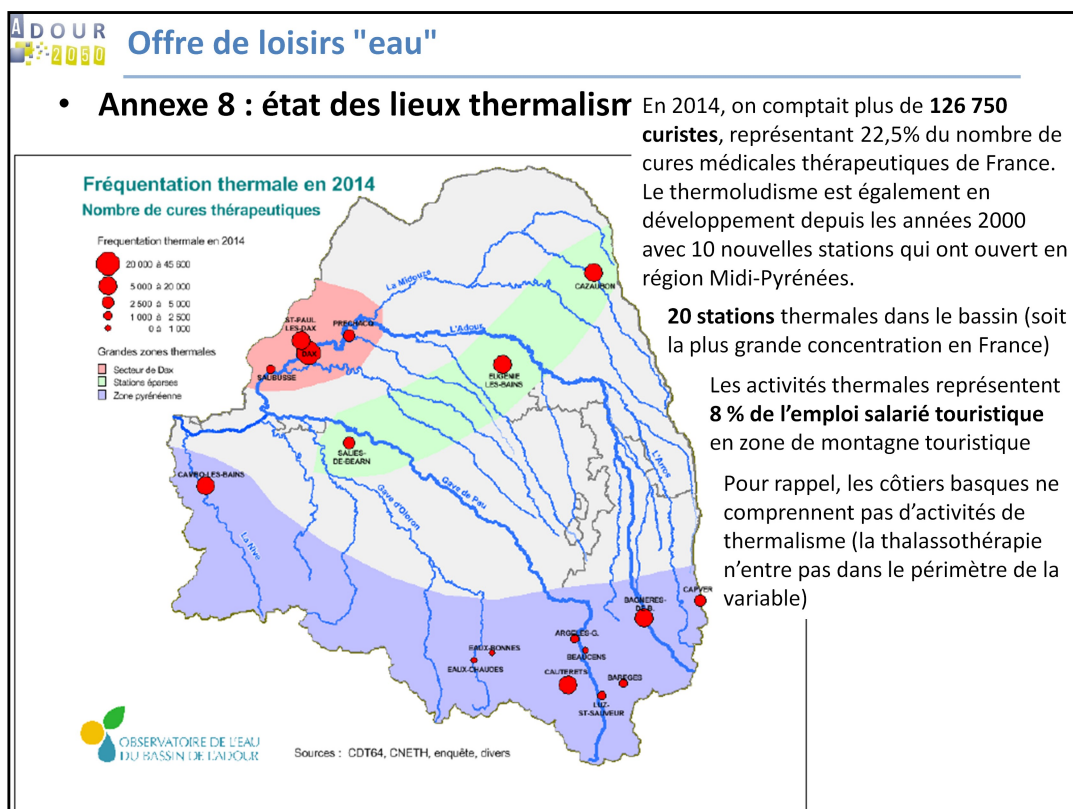 ADOUR
2050
Offre de loisirs "eau"
• Annexe 8 : état des lieux thermalism
En 2014, on comptait plus de 126 750
curistes, représentant 22,5% du nombre de
cures médicales thérapeutiques de France.
Le thermoludisme est également en
développement depuis les années 2000
avec 10 nouvelles stations qui ont ouvert en
région Midi-Pyrénées.
20 stations thermales dans le bassin (soit
la plus grande concentration en France)
Les activités thermales représentent
8 % de l’emploi salarié touristique
en zone de montagne touristique
Pour rappel, les côtiers basques ne
comprennent pas d’activités de
thermalisme (la thalassothérapie
n’entre pas dans le périmètre de la
variable)
Fréquentation thermale en 2014
Nombre de cures thérapeutiques
Frequentation thermale en 2014
20 000 à 45 600
5 000 à 20 000
2 500 à 5 000
1 000 à 2 500
0 à 1 000
Grandes zones thermales
Secteur de Dax
Stations éparses
Zone pyrénéenne
La Midouze
CAZAUBON
ST-PAUL
LES-DAX
PRECHACQ
L'Adour
DAX
SAUBUSSE
EUGENIE
LES-BAINS
SALIES-
DE-BEARN
L'Arros
CAMBO-LES-BAINS
Gave de Pau
Gave d'Oloron
La Nive
CAPVER
BAGNERES-
DE-B.
ARGELES-G.
EAUX-BONNES
BEAUCENS
EAUX-CHAUDES
CAUTERETS
BAREGES
LUZ-
ST-SAUVEUR
OBSERVATOIRE DE L'EAU
DU BASSIN DE L'ADOUR
Sources : CDT64, CNETH, enquête, divers